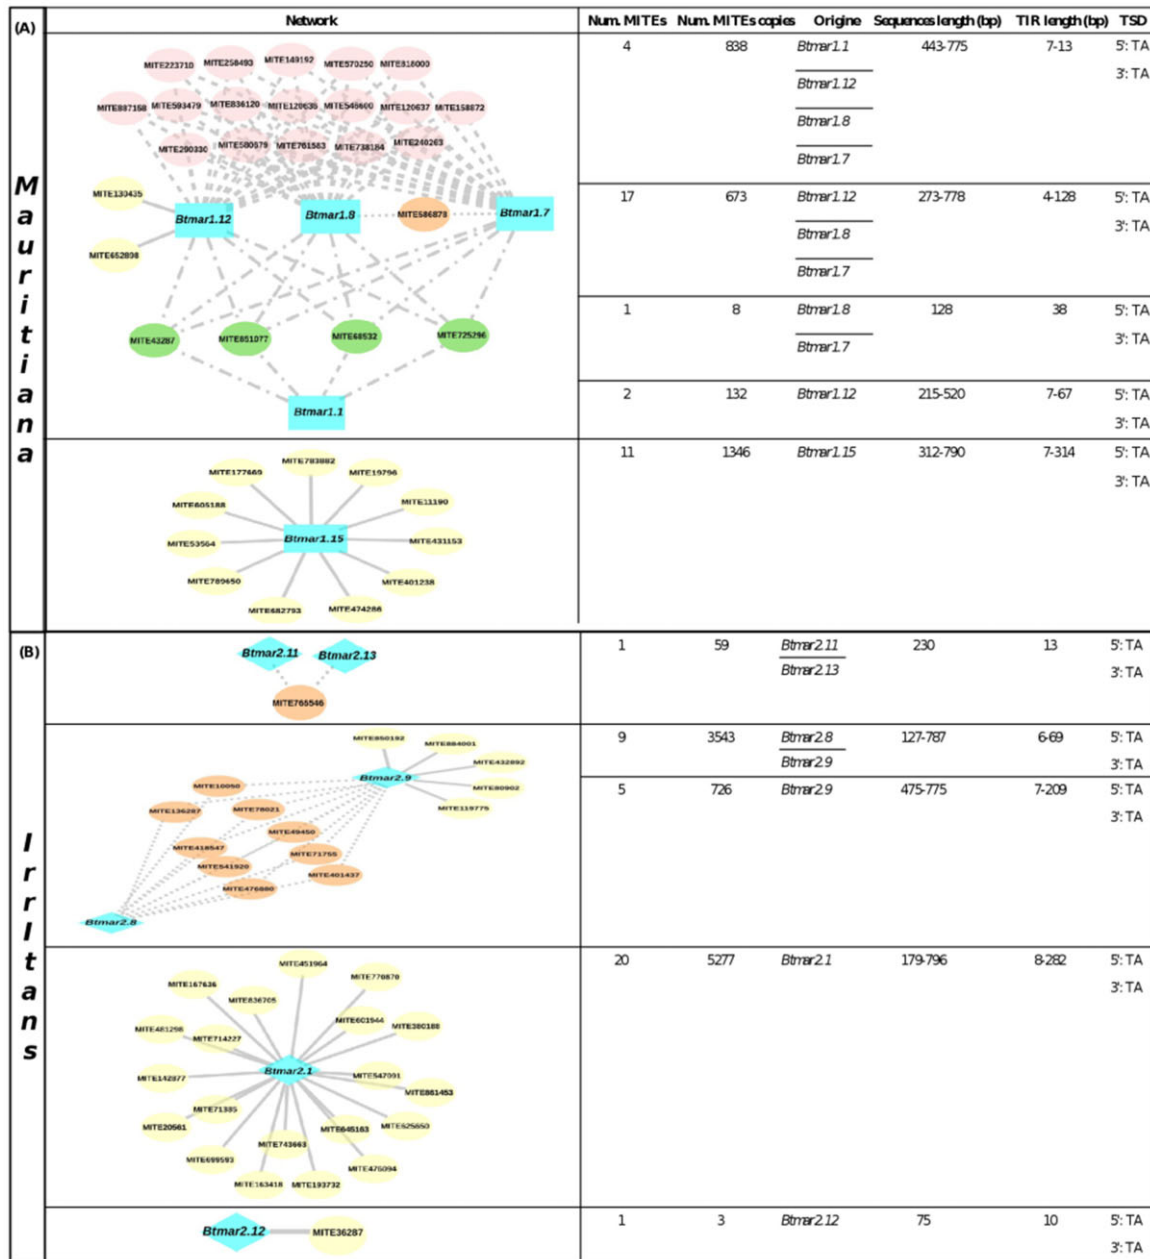 (A) Network Num. MITEs Num. MITEs copies Origine Sequences length (bp) TIR length (bp) TSD
Mauritiana
MITE223710 MITE258493 MITE149192 MITE570250 MITE818000
MITE887158 MITE593479 MITE836120 MITE120635 MITE546600 MITE120637 MITE158872
MITE290330 MITE580579 MITE761583 MITE738184 MITE240263
MITE130435
Btmar1.12 Btmar1.8 MITE586878 Btmar1.7
MITE652898
MITE43287 MITE851077 MITE68532 MITE725296
Btmar1.1
4 838 Btmar1.1 443-775 7-13 5': TA
3': TA
Btmar1.12
Btmar1.8
Btmar1.7
17 673 Btmar1.12 273-778 4-128 5': TA
3': TA
Btmar1.8
Btmar1.7
1 8 Btmar1.8 128 38 5': TA
3': TA
Btmar1.7
2 132 Btmar1.12 215-520 7-67 5': TA
3': TA
MITE783882
MITE177669 MITE19796
MITE605188 MITE11190
MITE53564 Btmar1.15 MITE431153
MITE789650 MITE401238
MITE682793 MITE474286
11 1346 Btmar1.15 312-790 7-314 5': TA
3': TA
(B)
IrrItans
Btmar2.11 Btmar2.13
MITE765546
1 59 Btmar2.11 230 13 5': TA
Btmar2.13 3': TA
MITE850192 MITE884001
MITE432892
Btmar2.9
MITE10050 MITE80902
MITE136287 MITE78021 MITE119775
MITE49450
MITE418547 MITE71755
MITE541920 MITE401437
MITE476880
Btmar2.8
9 3543 Btmar2.8 127-787 6-69 5': TA
Btmar2.9 3': TA
5 726 Btmar2.9 475-775 7-209 5': TA
3': TA
MITE451964
MITE167636 MITE770870
MITE836705
MITE481298 MITE714227 MITE601944 MITE380188
Btmar2.1
MITE142877 MITE547091
MITE861453
MITE71385
MITE20561 MITE645163 MITE625650
MITE743663
MITE699593 MITE475094
MITE163418 MITE193732
20 5277 Btmar2.1 179-796 8-282 5': TA
3': TA
Btmar2.12 MITE36287
1 3 Btmar2.12 75 10 5': TA
3': TA